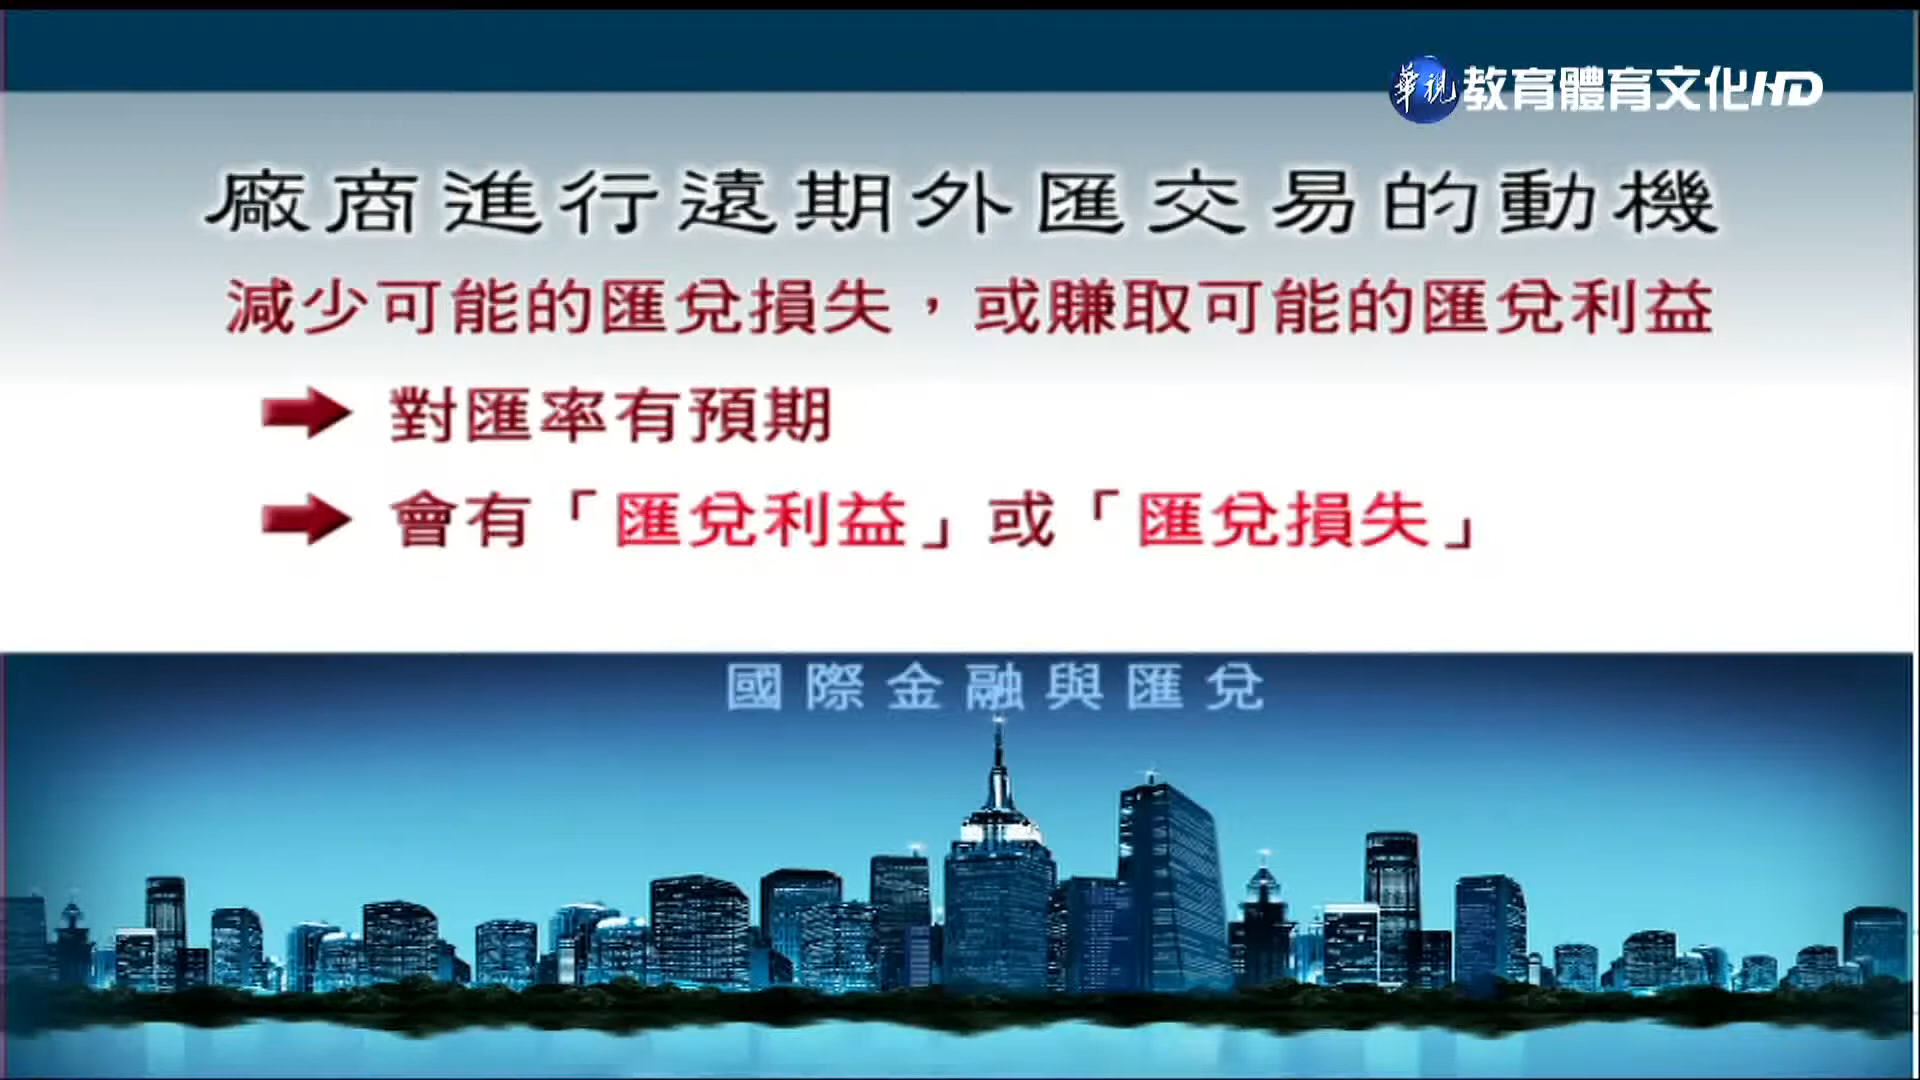 華視 教育體育文化HD
廠商進行遠期外匯交易的動機
減少可能的匯兌損失，或賺取可能的匯兌利益
對匯率有預期
會有「匯兌利益」或「匯兌損失」
國際金融與匯兌